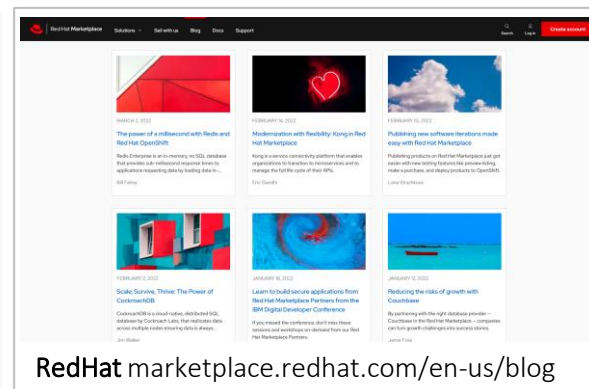 Red Hat Marketplace
Solutions
Sell with us
Blog
Docs
Support
Search
Log in
Create account
MARCH 2, 2022
The power of a millisecond with Redis and
Red Hat OpenShift
Redis Enterprise is an in-memory, no SQL database
that provides sub-millisecond response times to
applications requesting data by loading data in-...
Bill Fahey
FEBRUARY 16, 2022
Modernization with flexibility: Kong in Red
Hat Marketplace
Kong is a service connectivity platform that enables
organizations to transition to microservices and to
manage the full life cycle of their APIs.
Eric Gandhi
FEBRUARY 10, 2022
Publishing new software iterations made
easy with Red Hat Marketplace
Publishing products on Red Hat Marketplace just got
easier with new testing features like preview listing,
make a purchase, and deploy products to OpenShift.
FEBRUARY 2, 2022
Scale, Survive, Thrive: The Power of
CockroachDB
CockroachDB is a cloud-native, distributed SQL
database by Cockroach Labs, that replicates data
across multiple nodes ensuring data is always.
Jim Walker
JANUARY 18, 2022
Learn to build secure applications from
Red Hat Marketplace Partners from the
IBM Digital Developer Conference
If you missed the conference, don't miss these
sessions and workshops on-demand from our Red
Hat Marketplace Partners.
JANUARY 12, 2022
Reducing the risks of growth with
Couchbase
By partnering with the right database provider —
Couchbase in the Red Hat Marketplace — companies
can turn growth challenges into success stories.
RedHat marketplace.redhat.com/en-us/blog